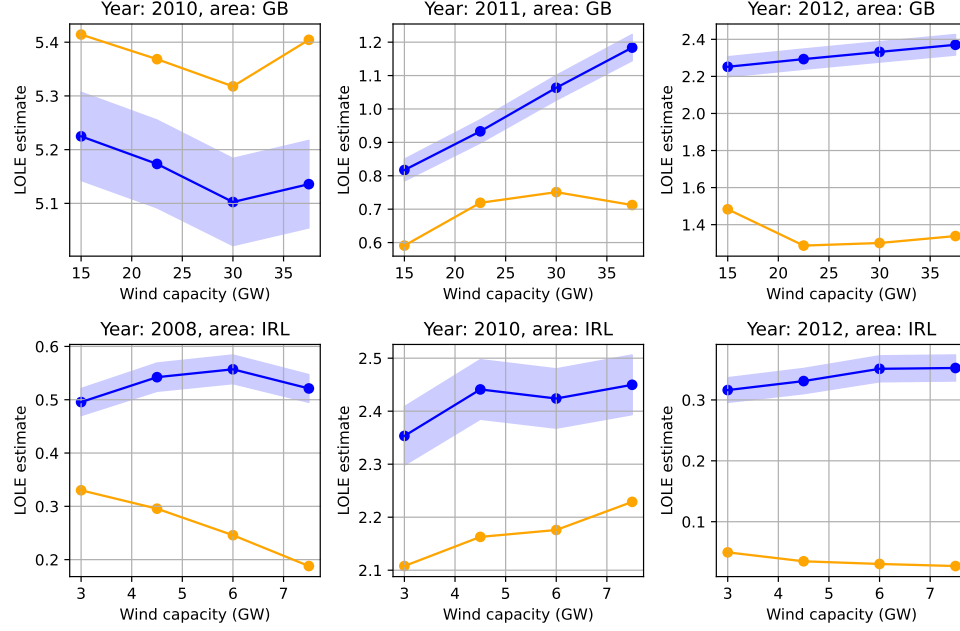 Year: 2010, area: GB
LOLE estimate
5.4
5.3
5.2
5.1
15 20 25 30 35
Wind capacity (GW)
Year: 2011, area: GB
LOLE estimate
1.2
1.1
1.0
0.9
0.8
0.7
0.6
15 20 25 30 35
Wind capacity (GW)
Year: 2012, area: GB
LOLE estimate
2.4
2.2
2.0
1.8
1.6
1.4
15 20 25 30 35
Wind capacity (GW)
Year: 2008, area: IRL
LOLE estimate
0.6
0.5
0.4
0.3
0.2
3 4 5 6 7
Wind capacity (GW)
Year: 2010, area: IRL
LOLE estimate
2.5
2.4
2.3
2.2
2.1
3 4 5 6 7
Wind capacity (GW)
Year: 2012, area: IRL
LOLE estimate
0.3
0.2
0.1
3 4 5 6 7
Wind capacity (GW)